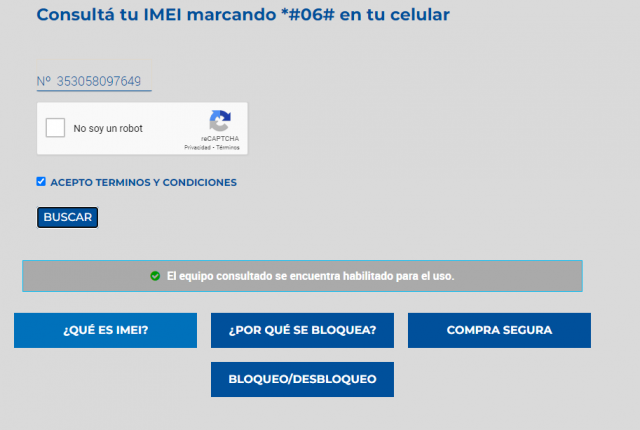 Consultá tu IMEI marcando *#06# en tu celular
Nº 353058097649
No soy un robot
reCAPTCHA
Privacidad - Términos
ACEPTO TERMINOS Y CONDICIONES
BUSCAR
El equipo consultado se encuentra habilitado para el uso.
¿QUÉ ES IMEI?
¿POR QUÉ SE BLOQUEA?
COMPRA SEGURA
BLOQUEO/DESBLOQUEO